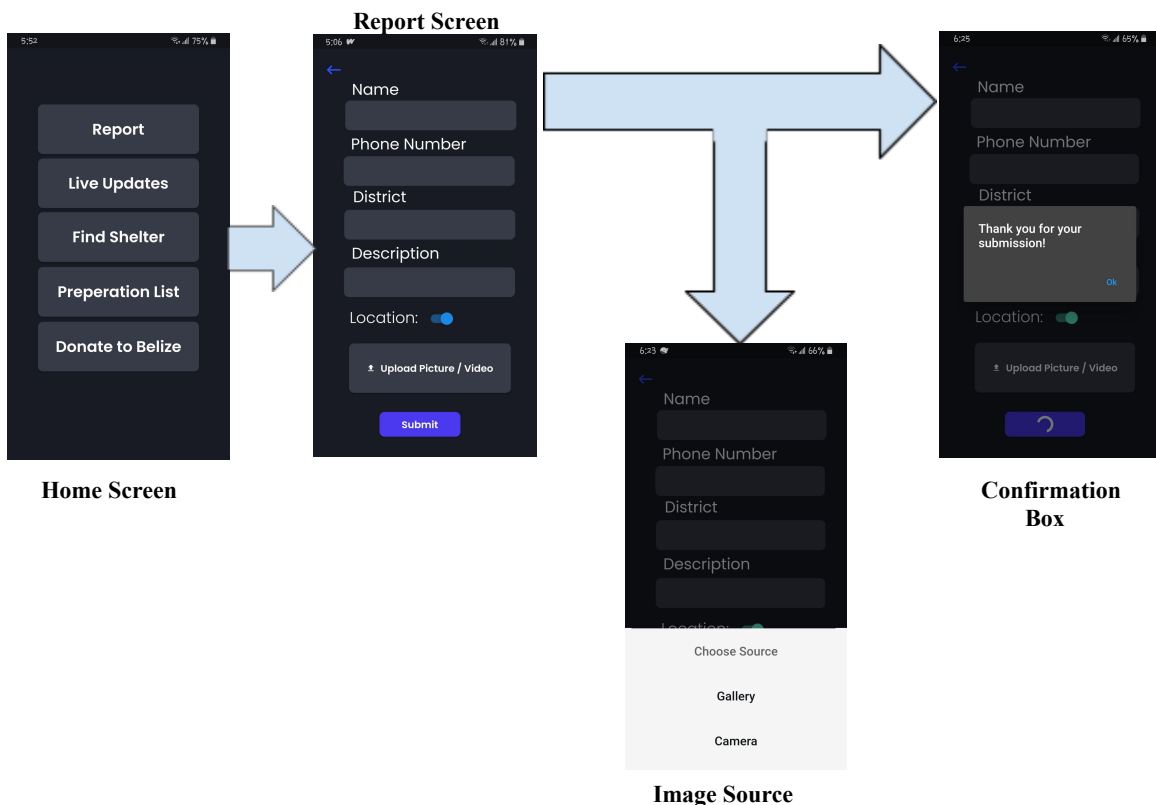 Report Screen
5:52
75%
Report
Live Updates
Find Shelter
Preperation List
Donate to Belize
Home Screen
5:06
81%
Name
Phone Number
District
Description
Location:
Upload Picture / Video
Submit
6:23
66%
Name
Phone Number
District
Description
Location:
Choose Source
Gallery
Camera
Image Source
6:25
65%
Name
Phone Number
District
Thank you for your
submission!
Ok
Location:
Upload Picture / Video
Confirmation
Box